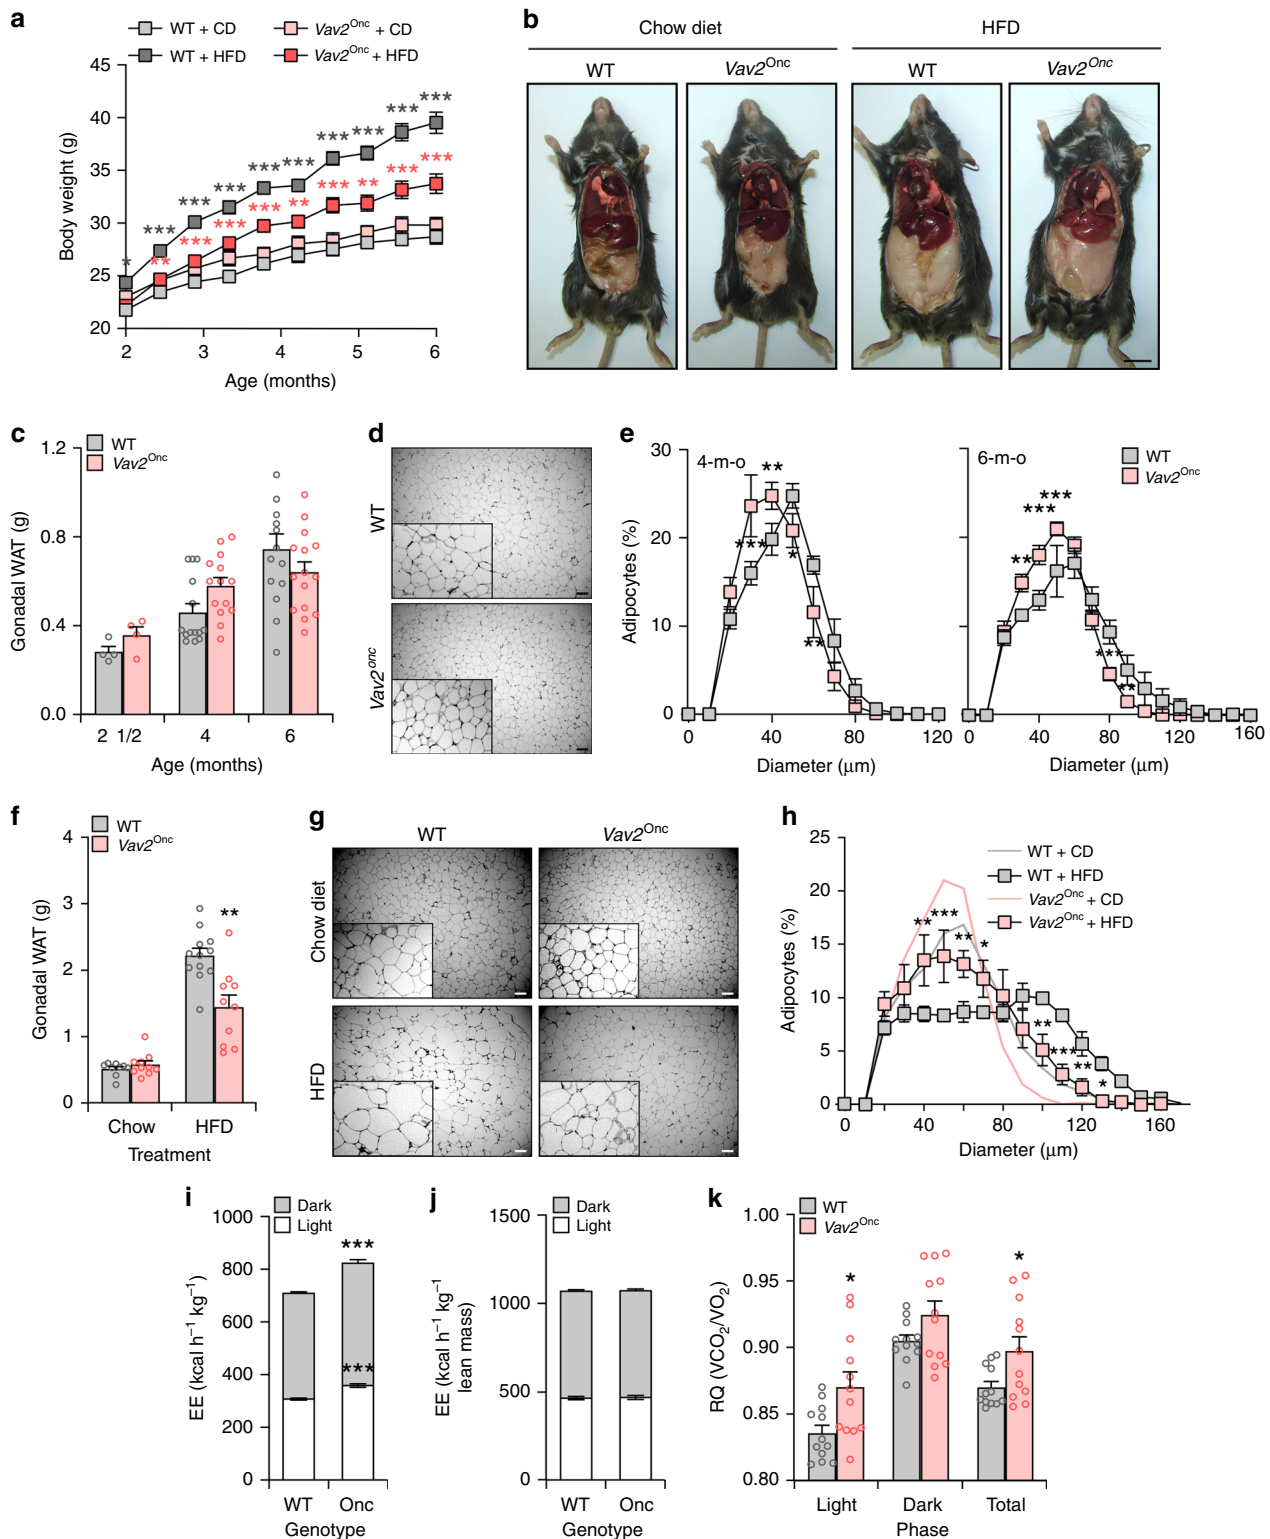 a
WT + CD
Vav2Onc + CD
WT + HFD
Vav2Onc + HFD
45
40
35
30
25
20
Body weight (g)
*
***
***
***
***
***
***
***
***
***
**
***
***
***
**
***
**
***
***
2 3 4 5 6
Age (months)
b
Chow diet
HFD
WT
Vav2Onc
WT
Vav2Onc
c
WT
Vav2Onc
1.2
0.8
0.4
0.0
Gonadal WAT (g)
2 1/2 4 6
Age (months)
d
WT
Vav2onc
e
4-m-o
30
20
10
0
Adipocytes (%)
**
***
*
**
0 40 80 120
Diameter (μm)
6-m-o
WT
Vav2Onc
***
***
**
***
**
0 40 80 120 160
Diameter (μm)
f
WT
Vav2Onc
4
3
2
1
0
Gonadal WAT (g)
**
Chow HFD
Treatment
g
WT
Vav2Onc
Chow diet
HFD
h
25
20
15
10
5
0
Adipocytes (%)
WT + CD
WT + HFD
Vav2Onc + CD
Vav2Onc + HFD
**
***
**
*
**
***
**
*
0 40 80 120 160
Diameter (μm)
i
Dark
Light
1000
800
600
400
200
0
EE (kcal h−1 kg−1)
***
***
WT Onc
Genotype
j
Dark
Light
1500
1000
500
0
EE (kcal h−1 kg−1
lean mass)
WT Onc
Genotype
k
WT
Vav2Onc
1.00
0.95
0.90
0.85
0.80
RQ (VCO2/VO2)
*
*
Light Dark Total
Phase